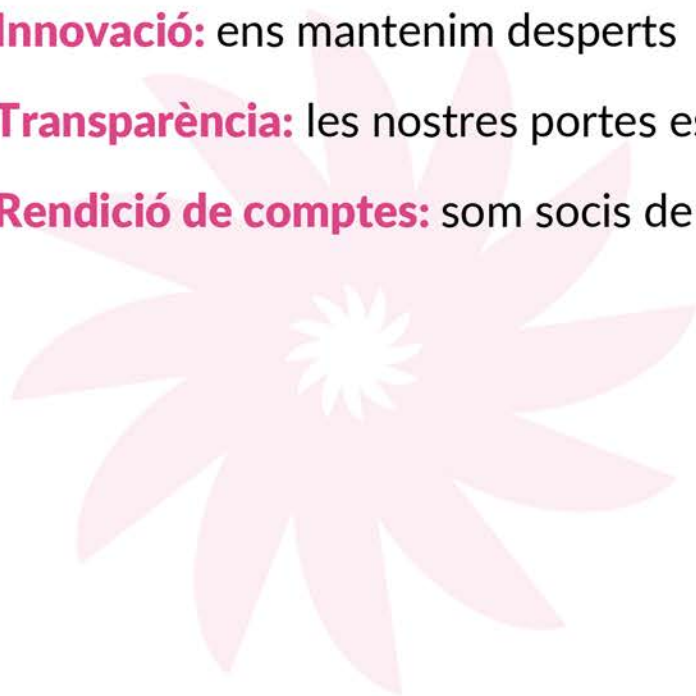 Innovació: ens mantenim desperts
Transparència: les nostres portes
Rendició de comptes: som socis de